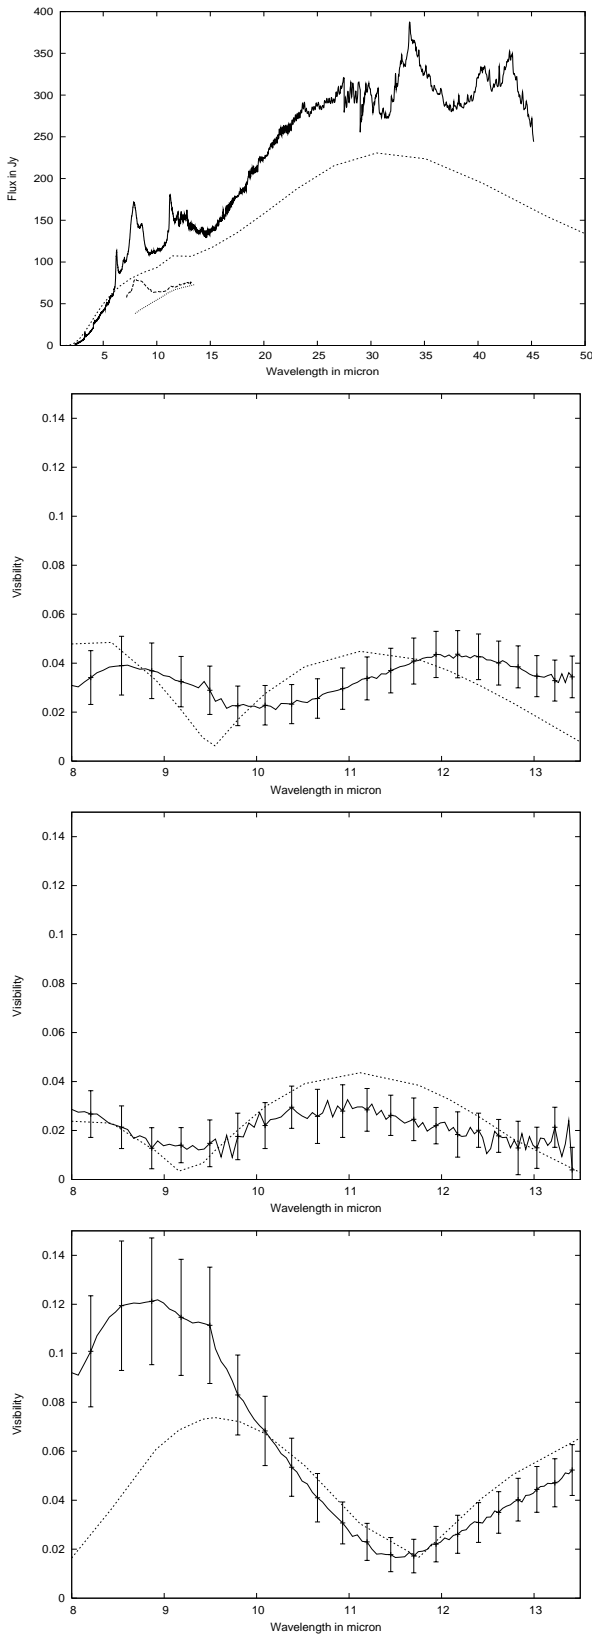 400
350
300
250
200
150
100
50
0
Flux in Jy
5 10 15 20 25 30 35 40 45 50
Wavelength in micron
0.14
0.12
0.1
0.08
0.06
0.04
0.02
0
Visibility
8 9 10 11 12 13
Wavelength in micron
0.14
0.12
0.1
0.08
0.06
0.04
0.02
0
Visibility
8 9 10 11 12 13
Wavelength in micron
0.14
0.12
0.1
0.08
0.06
0.04
0.02
0
Visibility
8 9 10 11 12 13
Wavelength in micron